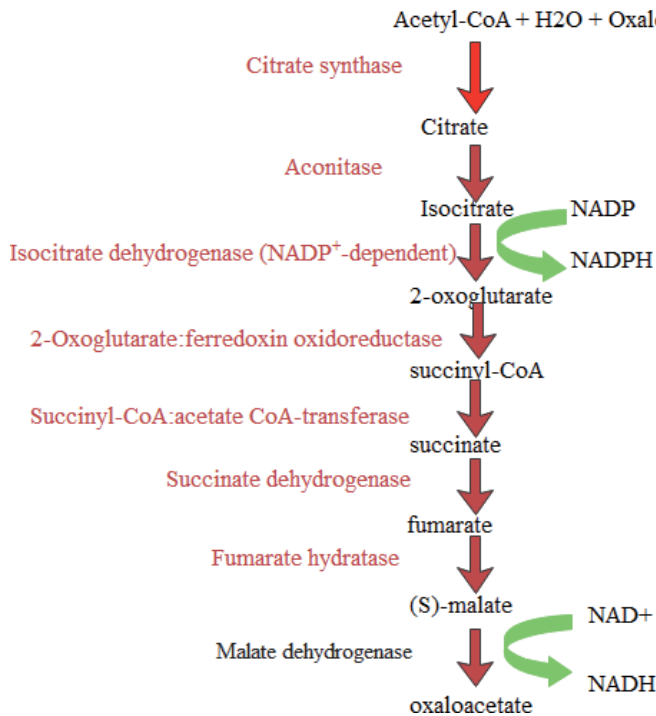 Acetyl-CoA + H2O + Oxalo
Citrate synthase
Citrate
Aconitase
Isocitrate
NADP
Isocitrate dehydrogenase (NADP⁺-dependent)
NADPH
2-oxoglutarate
2-Oxoglutarate:ferredoxin oxidoreductase
succinyl-CoA
Succinyl-CoA:acetate CoA-transferase
succinate
Succinate dehydrogenase
fumarate
Fumarate hydratase
(S)-malate
NAD+
Malate dehydrogenase
NADH
oxaloacetate